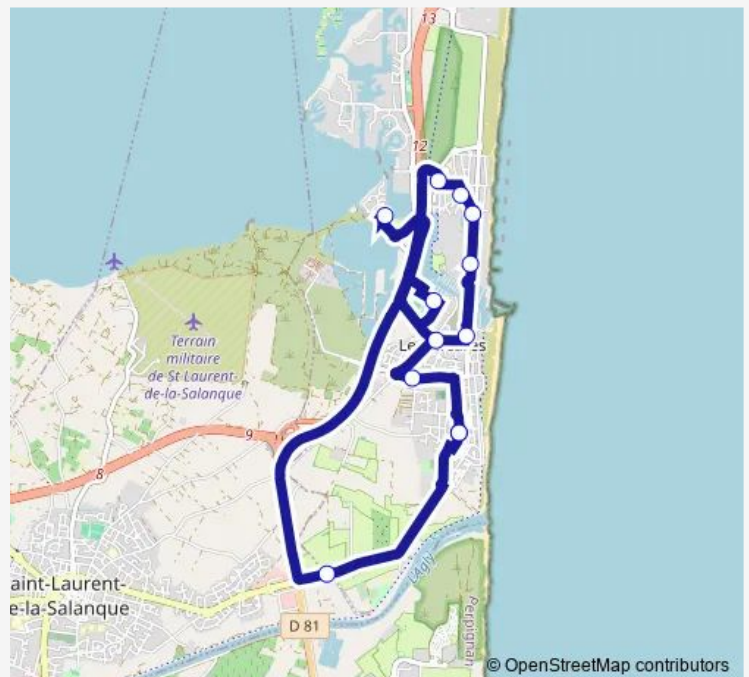 13
12
Terrain
militaire
de St Laurent-
de-la-Salanque
9
8
aint-Laurent-
e-la-Salanque
L'Agly
D 81
Perpignan
© OpenStreetMap contributors